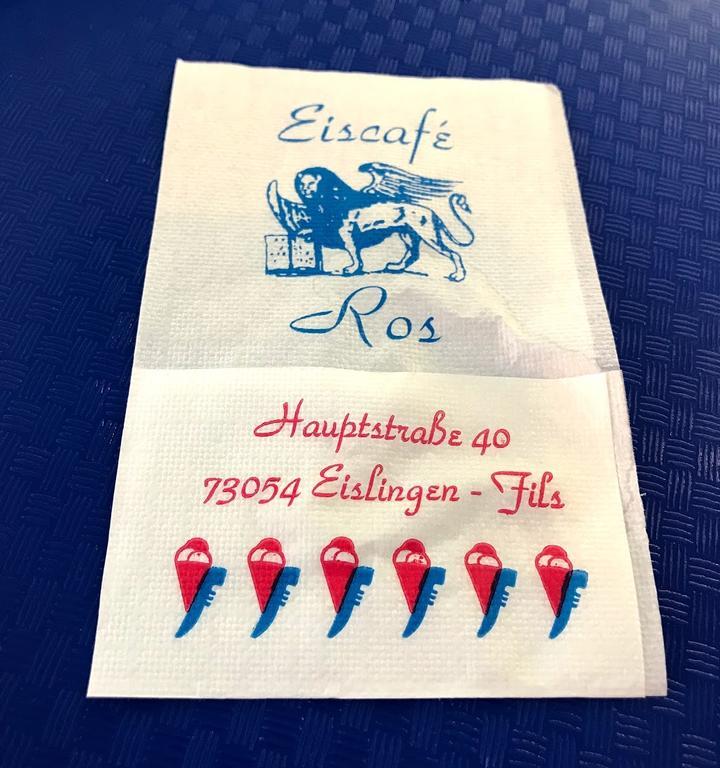 Eiscafé
Ros
Hauptstraße 40
73054 Eislingen - Fils